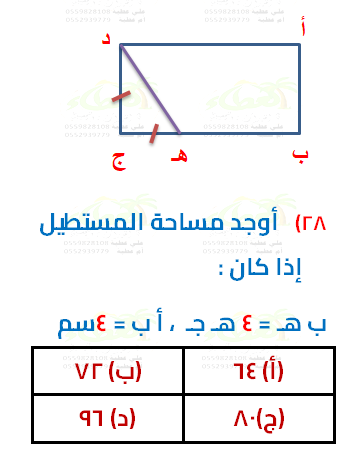 أ
د
ب
هـ
ج
٢٨) أوجد مساحة المستطيل
إذا كان :
ب هـ = ٤ هـ جـ ، أ ب = ٤سم
(أ) ٦٤
(ب) ٧٢
(ج)٨٠
(د) ٩٦